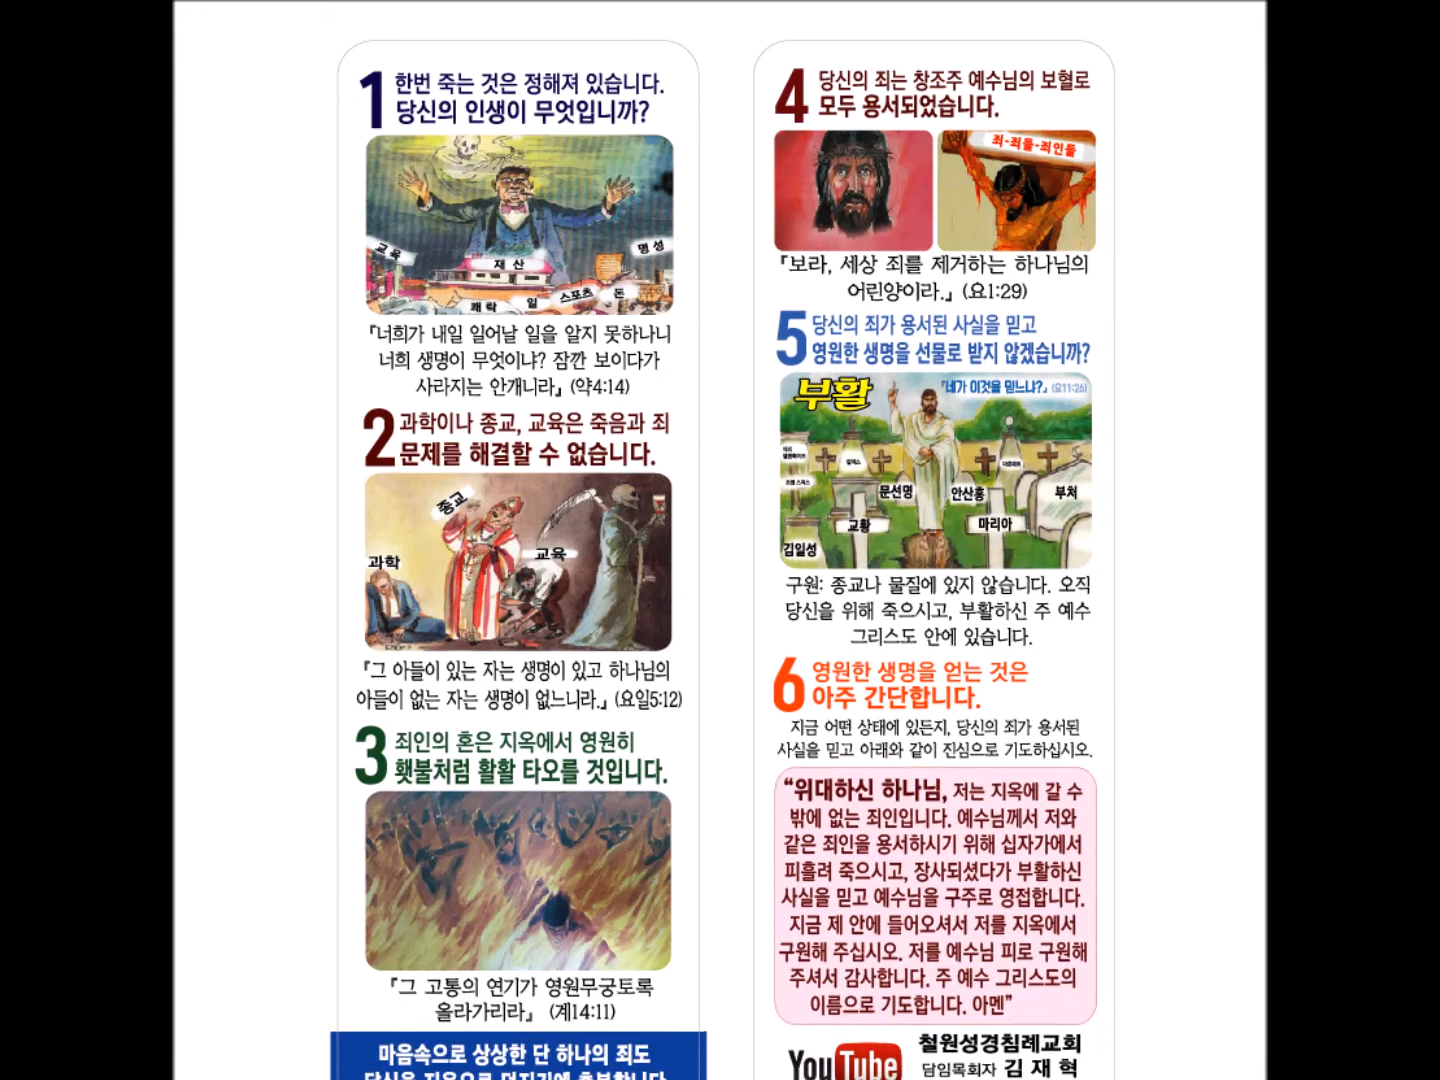 1 한번 죽는 것은 정해져 있습니다.
당신의 인생이 무엇입니까?
교육
명성
재산
쾌락
일
스포츠
돈
『너희가 내일 일어날 일을 알지 못하나니
너희 생명이 무엇이냐? 잠깐 보이다가
사라지는 안개니라』 (약4:14)
2 과학이나 종교, 교육은 죽음과 죄
문제를 해결할 수 없습니다.
종교
과학
교육
『그 아들이 있는 자는 생명이 있고 하나님의
아들이 없는 자는 생명이 없느니라.』 (요일5:12)
3 죄인의 혼은 지옥에서 영원히
횃불처럼 활활 타오를 것입니다.
『그 고통의 연기가 영원무궁토록
올라가리라』 (계14:11)
마음속으로 상상한 단 하나의 죄도
당신을 지옥으로 던지기에 충분합니다
4 당신의 죄는 창조주 예수님의 보혈로
모두 용서되었습니다.
죄-죄들-죄인들
『보라, 세상 죄를 제거하는 하나님의
어린양이라.』 (요1:29)
5 당신의 죄가 용서된 사실을 믿고
영원한 생명을 선물로 받지 않겠습니까?
부활
『네가 이것을 믿느냐?』 (요11:26)
문선명
안산홍
부처
교황
마리아
김일성
구원: 종교나 물질에 있지 않습니다. 오직
당신을 위해 죽으시고, 부활하신 주 예수
그리스도 안에 있습니다.
6 영원한 생명을 얻는 것은
아주 간단합니다.
지금 어떤 상태에 있든지, 당신의 죄가 용서된
사실을 믿고 아래와 같이 진심으로 기도하십시오.
“위대하신 하나님, 저는 지옥에 갈 수
밖에 없는 죄인입니다. 예수님께서 저와
같은 죄인을 용서하시기 위해 십자가에서
피흘려 죽으시고, 장사되셨다가 부활하신
사실을 믿고 예수님을 구주로 영접합니다.
지금 제 안에 들어오셔서 저를 지옥에서
구원해 주십시오. 저를 예수님 피로 구원해
주셔서 감사합니다. 주 예수 그리스도의
이름으로 기도합니다. 아멘”
YouTube
철원성경침례교회
담임목회자 김재혁